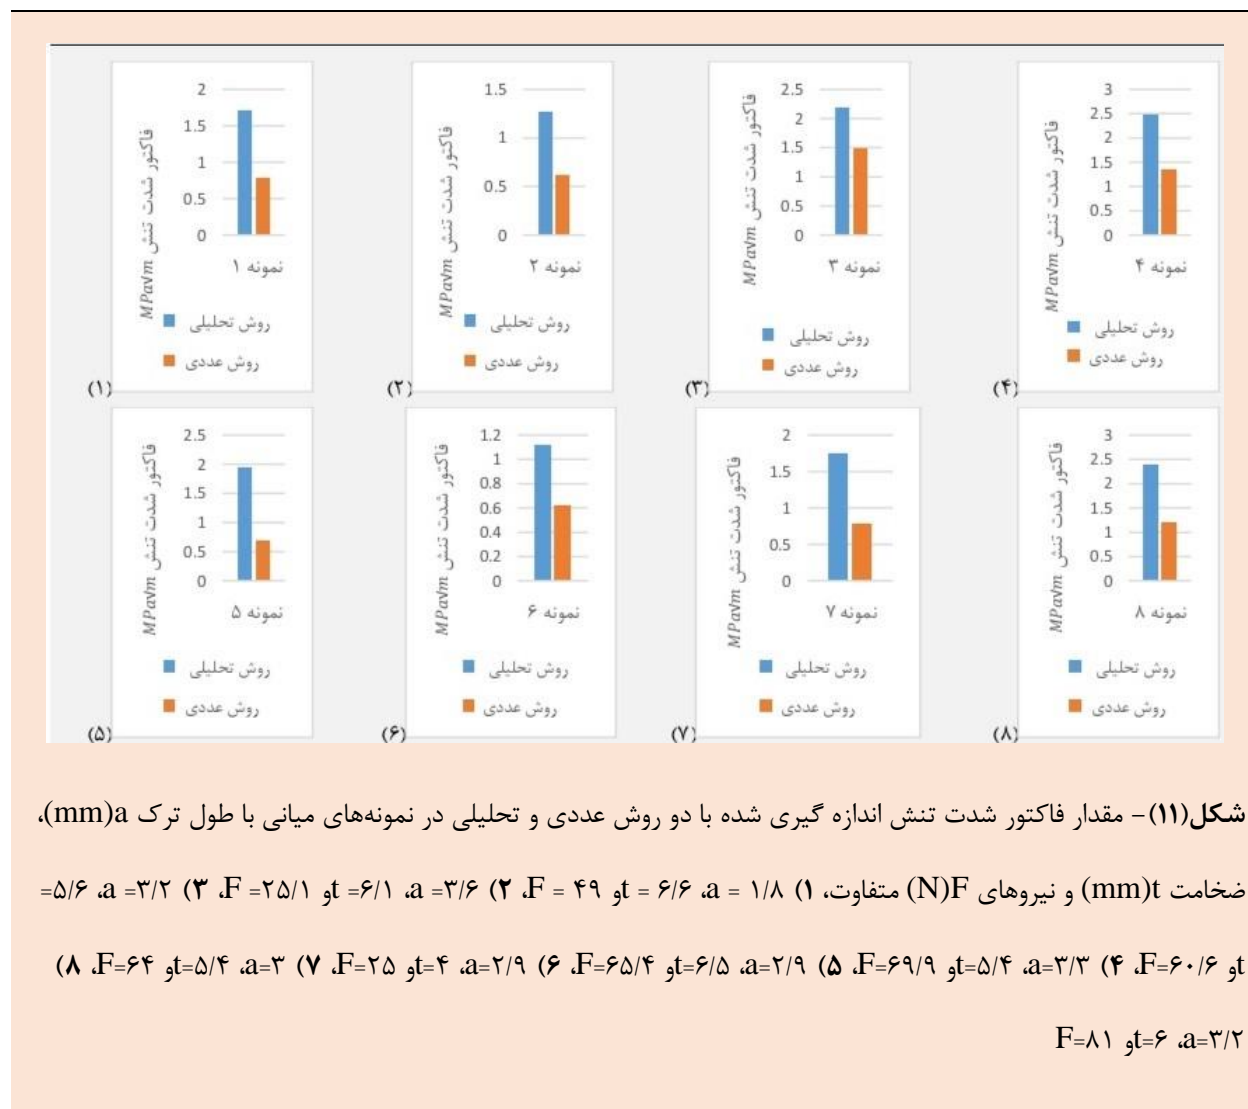 2
1.5
1
0.5
0
فاکتور شدت تنش MPa√m
نمونه ۱
روش تحلیلی
روش عددی
(۱)
1.5
1
0.5
0
فاکتور شدت تنش MPa√m
نمونه ۲
روش تحلیلی
روش عددی
(۲)
2.5
2
1.5
1
0.5
0
فاکتور شدت تنش MPa√m
نمونه ۳
روش تحلیلی
روش عددی
(۳)
3
2.5
2
1.5
1
0.5
0
فاکتور شدت تنش MPa√m
نمونه ۴
روش تحلیلی
روش عددی
(۴)
2.5
2
1.5
1
0.5
0
فاکتور شدت تنش MPa√m
نمونه ۵
روش تحلیلی
روش عددی
(۵)
1.2
1
0.8
0.6
0.4
0.2
0
فاکتور شدت تنش MPa√m
نمونه ۶
روش تحلیلی
روش عددی
(۶)
2
1.5
1
0.5
0
فاکتور شدت تنش MPa√m
نمونه ۷
روش تحلیلی
روش عددی
(۷)
3
2.5
2
1.5
1
0.5
0
فاکتور شدت تنش MPa√m
نمونه ۸
روش تحلیلی
روش عددی
(۸)
شکل(۱۱)- مقدار فاکتور شدت تنش اندازه گیری شده با دو روش عددی و تحلیلی در نمونه‌های میانی با طول ترک a(mm)،
ضخامت t(mm) و نیروهای F(N) متفاوت، ۱) a = ۱/۸، t = ۶/۶ و F = ۴۹، ۲) a =۳/۶، t =۶/۱ و F =۲۵/۱، ۳) a =۳/۲، ۵/۶=
t و F=۶۰/۶، ۴) a=۳/۳، t=۵/۴ و F=۶۹/۹، ۵) a=۲/۹، t=۶/۵ و F=۶۵/۴، ۶) a=۲/۹، t=۴ و F=۲۵، ۷) a=۳، t=۵/۴ و F=۶۴، ۸)
a=۳/۲، t=۶ و F=۸۱